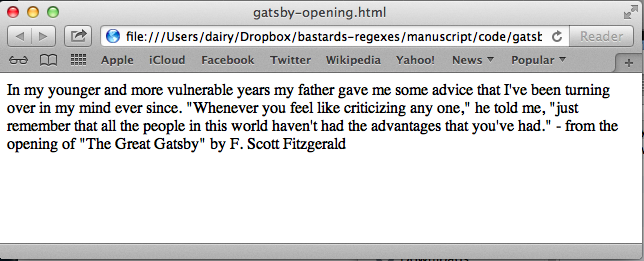 gatsby-opening.html
file:///Users/dairy/Dropbox/bastards-regexes/manuscript/code/gatsb Reader
Apple iCloud Facebook Twitter Wikipedia Yahoo! News Popular
In my younger and more vulnerable years my father gave me some advice that I've been turning
over in my mind ever since. "Whenever you feel like criticizing any one," he told me, "just
remember that all the people in this world haven't had the advantages that you've had." - from the
opening of "The Great Gatsby" by F. Scott Fitzgerald